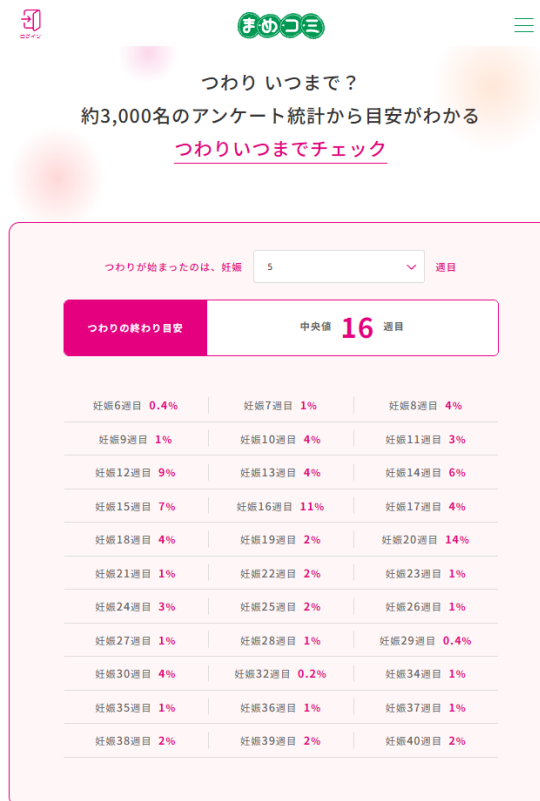 ログイン
まめコミ
つわり いつまで？
約3,000名のアンケート統計から目安がわかる
つわりいつまでチェック
つわりが始まったのは、妊娠 5 週目
つわりの終わり目安 中央値 16 週目
妊娠6週目 0.4% 妊娠7週目 1% 妊娠8週目 4%
妊娠9週目 1% 妊娠10週目 4% 妊娠11週目 3%
妊娠12週目 9% 妊娠13週目 4% 妊娠14週目 6%
妊娠15週目 7% 妊娠16週目 11% 妊娠17週目 4%
妊娠18週目 4% 妊娠19週目 2% 妊娠20週目 14%
妊娠21週目 1% 妊娠22週目 2% 妊娠23週目 1%
妊娠24週目 3% 妊娠25週目 2% 妊娠26週目 1%
妊娠27週目 1% 妊娠28週目 1% 妊娠29週目 0.4%
妊娠30週目 4% 妊娠32週目 0.2% 妊娠34週目 1%
妊娠35週目 1% 妊娠36週目 1% 妊娠37週目 1%
妊娠38週目 2% 妊娠39週目 2% 妊娠40週目 2%